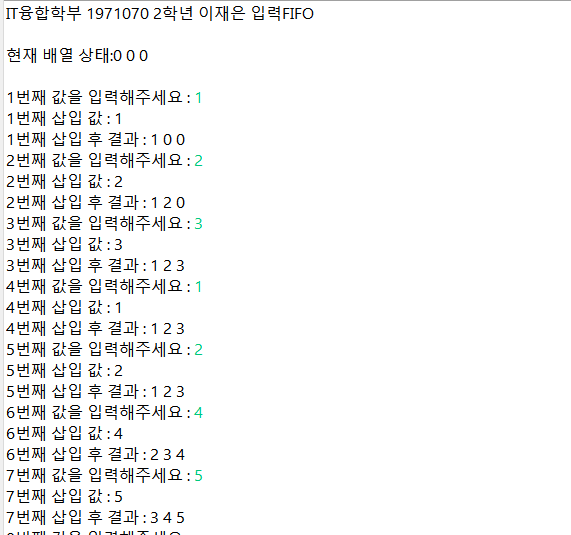 IT융합학부 1971070 2학년 이재은 입력FIFO
현재 배열 상태:0 0 0
1번째 값을 입력해주세요 : 1
1번째 삽입 값 : 1
1번째 삽입 후 결과 : 1 0 0
2번째 값을 입력해주세요 : 2
2번째 삽입 값 : 2
2번째 삽입 후 결과 : 1 2 0
3번째 값을 입력해주세요 : 3
3번째 삽입 값 : 3
3번째 삽입 후 결과 : 1 2 3
4번째 값을 입력해주세요 : 1
4번째 삽입 값 : 1
4번째 삽입 후 결과 : 1 2 3
5번째 값을 입력해주세요 : 2
5번째 삽입 값 : 2
5번째 삽입 후 결과 : 1 2 3
6번째 값을 입력해주세요 : 4
6번째 삽입 값 : 4
6번째 삽입 후 결과 : 2 3 4
7번째 값을 입력해주세요 : 5
7번째 삽입 값 : 5
7번째 삽입 후 결과 : 3 4 5